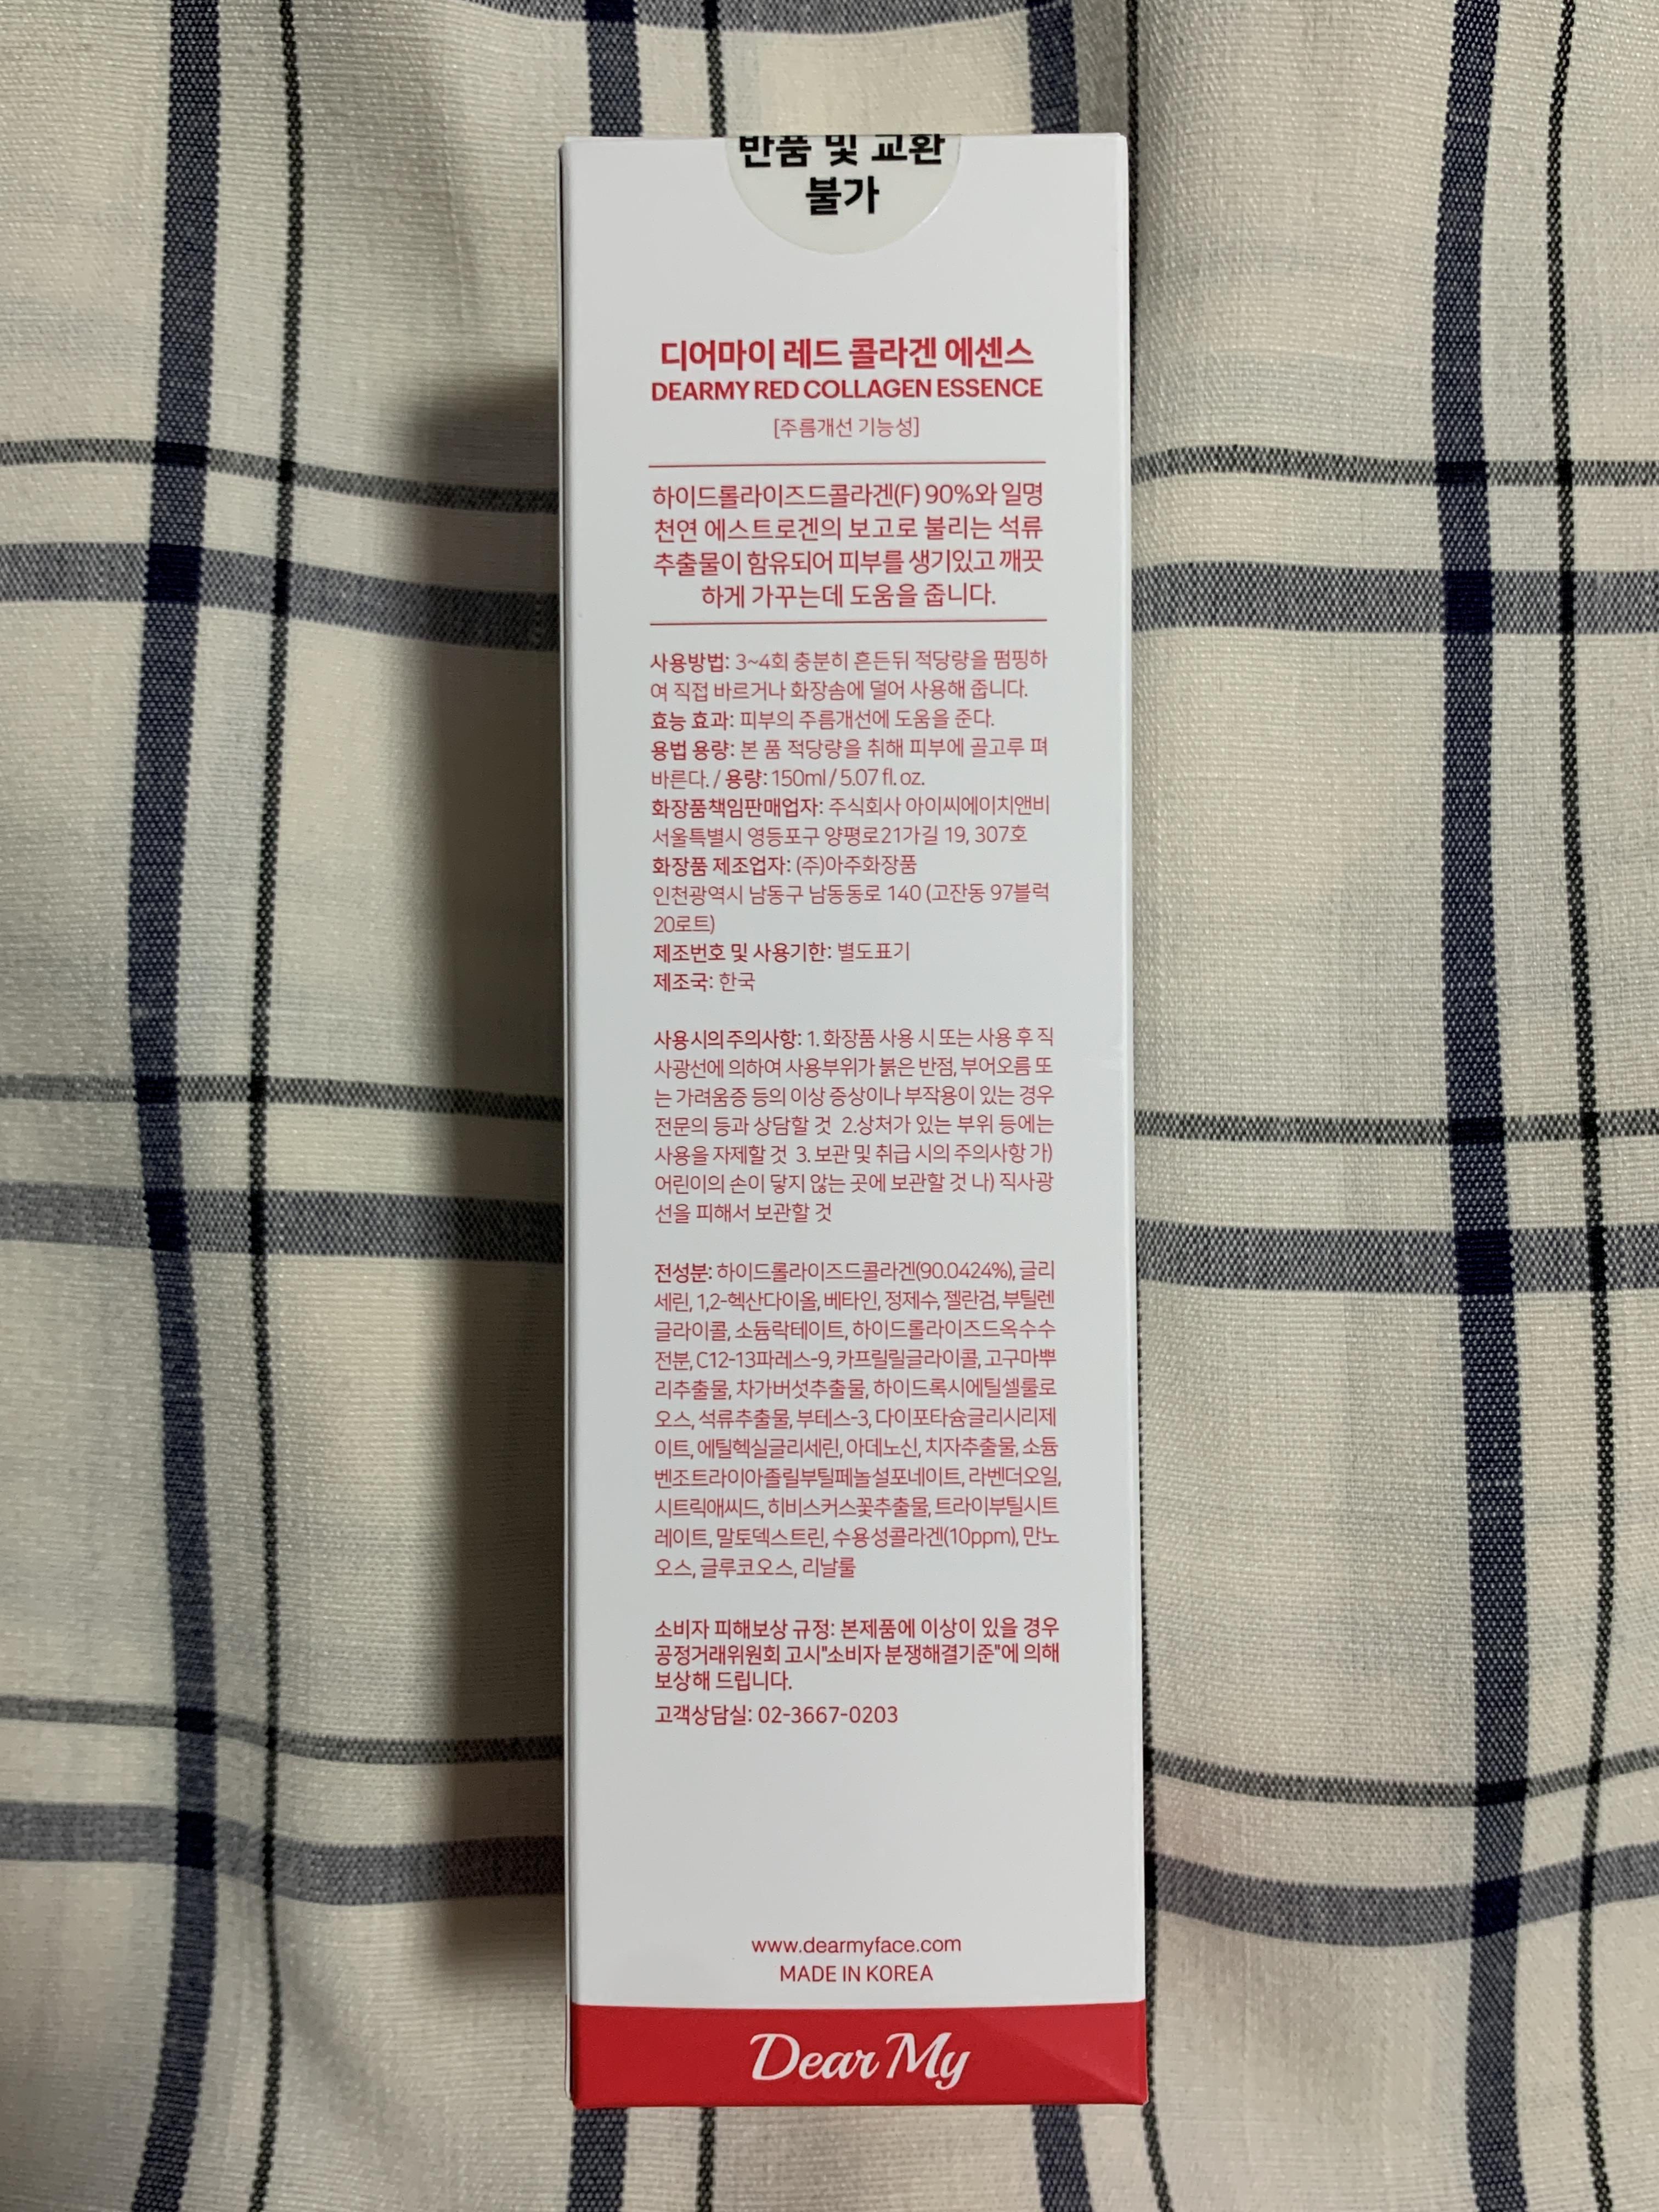 반품 및 교환
불가
디어마이 레드 콜라겐 에센스
DEARMY RED COLLAGEN ESSENCE
[주름개선 기능성]
하이드롤라이즈드콜라겐(F) 90%와 일명
천연 에스트로겐의 보고로 불리는 석류
추출물이 함유되어 피부를 생기있고 깨끗
하게 가꾸는데 도움을 줍니다.
사용방법: 3~4회 충분히 흔든뒤 적당량을 펌핑하
여 직접 바르거나 화장솜에 덜어 사용해 줍니다.
효능 효과: 피부의 주름개선에 도움을 준다.
용법 용량: 본 품 적당량을 취해 피부에 골고루 펴
바른다. / 용량: 150ml / 5.07 fl. oz.
화장품책임판매업자: 주식회사 아이씨에이치앤비
서울특별시 영등포구 양평로21가길 19, 307호
화장품 제조업자: (주)아주화장품
인천광역시 남동구 남동동로 140 (고잔동 97블럭
20로트)
제조번호 및 사용기한: 별도표기
제조국: 한국
사용시의 주의사항: 1. 화장품 사용 시 또는 사용 후 직
사광선에 의하여 사용부위가 붉은 반점, 부어오름 또
는 가려움증 등의 이상 증상이나 부작용이 있는 경우
전문의 등과 상담할 것 2.상처가 있는 부위 등에는
사용을 자제할 것 3. 보관 및 취급 시의 주의사항 가)
어린이의 손이 닿지 않는 곳에 보관할 것 나) 직사광
선을 피해서 보관할 것
전성분: 하이드롤라이즈드콜라겐(90.0424%), 글리
세린, 1,2-헥산다이올, 베타인, 정제수, 젤란검, 부틸렌
글라이콜, 소듐락테이트, 하이드롤라이즈드옥수수
전분, C12-13파레스-9, 카프릴릴글라이콜, 고구마뿌
리추출물, 차가버섯추출물, 하이드록시에틸셀룰로
오스, 석류추출물, 부테스-3, 다이포타슘글리시리제
이트, 에틸헥실글리세린, 아데노신, 치자추출물, 소듐
벤조트라이아졸릴부틸페놀설포네이트, 라벤더오일,
시트릭애씨드, 히비스커스꽃추출물, 트라이부틸시트
레이트, 말토덱스트린, 수용성콜라겐(10ppm), 만노
오스, 글루코오스, 리날룰
소비자 피해보상 규정: 본제품에 이상이 있을 경우
공정거래위원회 고시"소비자 분쟁해결기준"에 의해
보상해 드립니다.
고객상담실: 02-3667-0203
www.dearmyface.com
MADE IN KOREA
Dear My